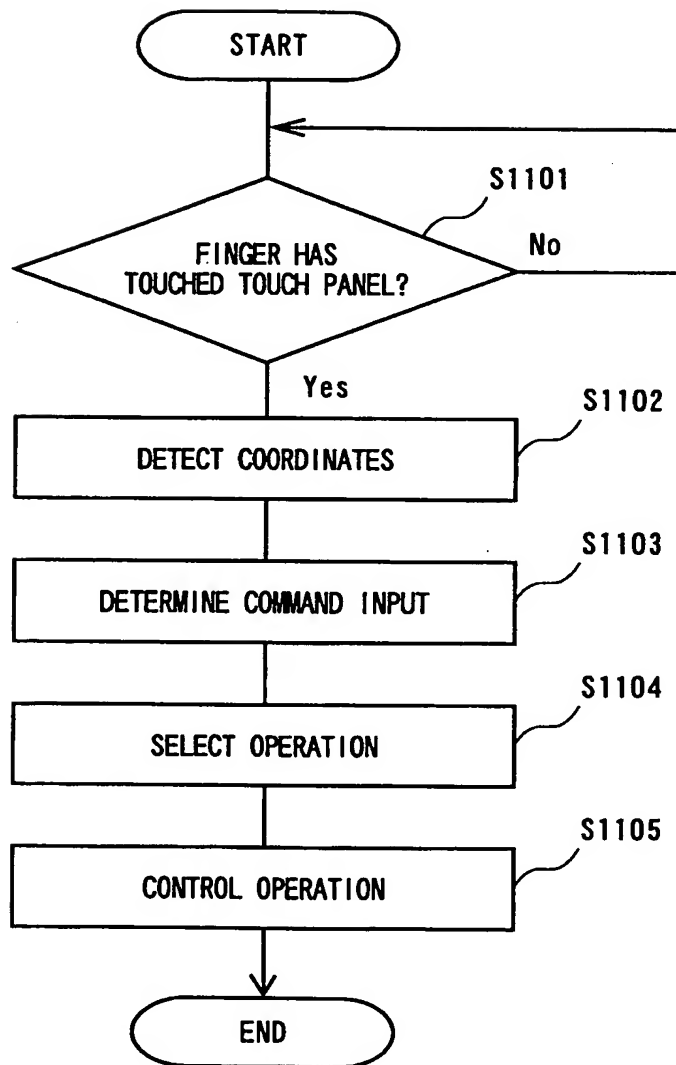 START
S1101
FINGER HAS
TOUCHED TOUCH PANEL?
No
Yes
S1102
DETECT COORDINATES
S1103
DETERMINE COMMAND INPUT
S1104
SELECT OPERATION
S1105
CONTROL OPERATION
END